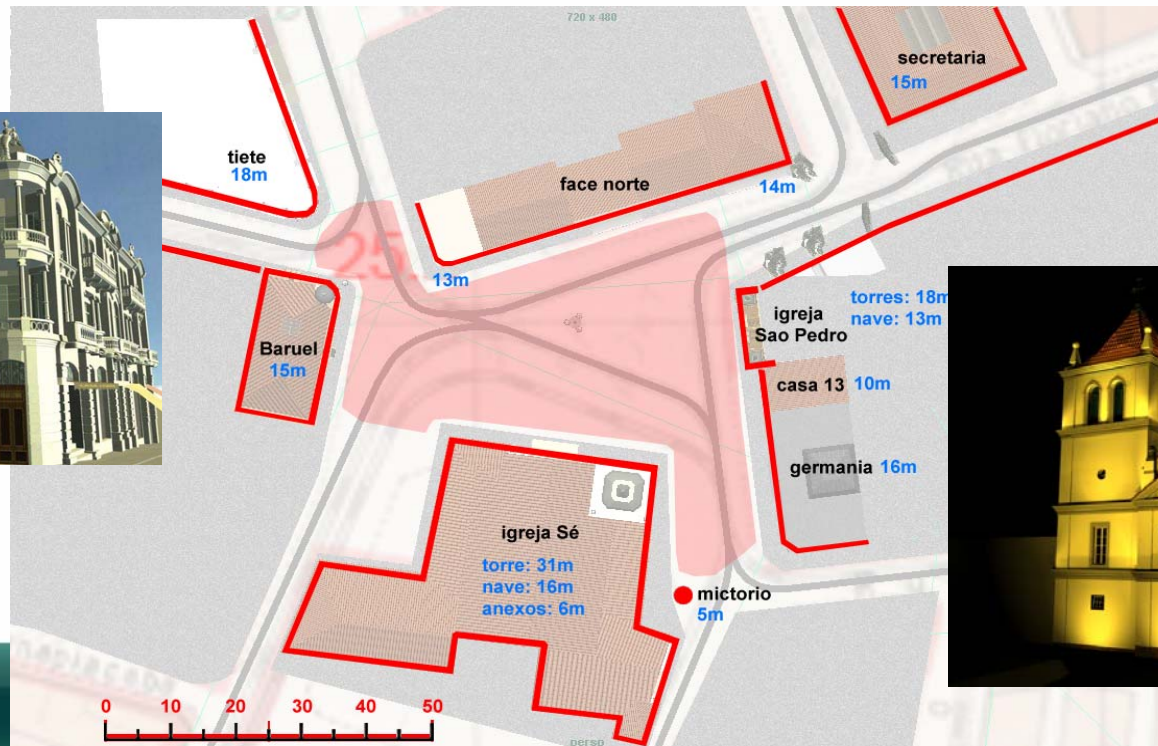 720 x 480
secretaria
15m
tiete
18m
face norte
14m
25.
13m
igreja
Sao Pedro
torres: 18m
nave: 13m
Baruel
15m
casa 13 10m
germania 16m
igreja Sé
torre: 31m
nave: 16m
anexos: 6m
mictorio
5m
0 10 20 30 40 50
persp